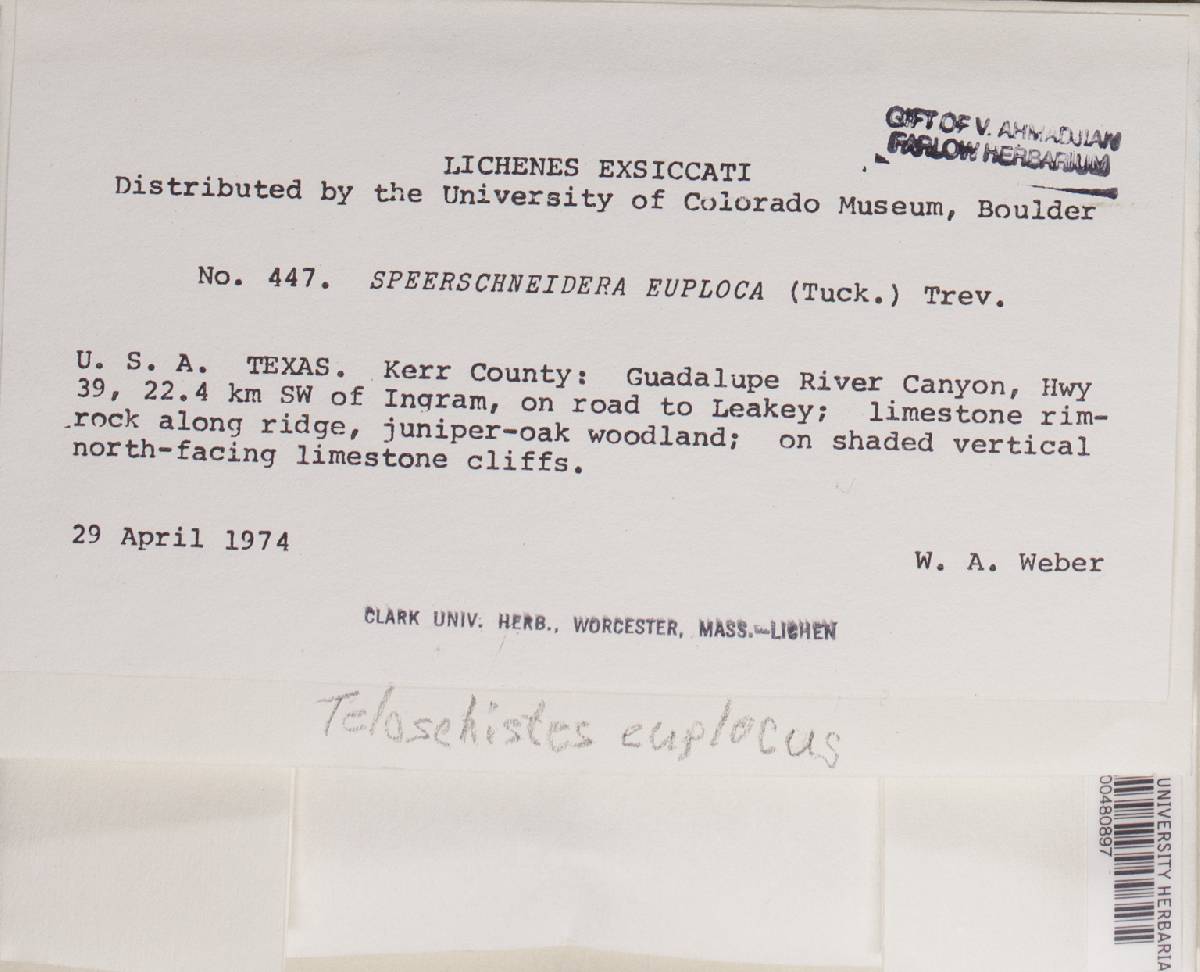 GIFT OF V. AHMADJIAN
FARLOW HERBARIUM
LICHENES EXSICCATI
Distributed by the University of Colorado Museum, Boulder
No. 447. SPEERSCHNEIDERA EUPLOCA (Tuck.) Trev.
U. S. A. TEXAS. Kerr County: Guadalupe River Canyon, Hwy
39, 22.4 km SW of Ingram, on road to Leakey; limestone rim-
rock along ridge, juniper-oak woodland; on shaded vertical
north-facing limestone cliffs.
29 April 1974
W. A. Weber
CLARK UNIV. HERB., WORCESTER, MASS.—LICHEN
Teloschistes euplocus
UNIVERSITY HERBARIA
00480897